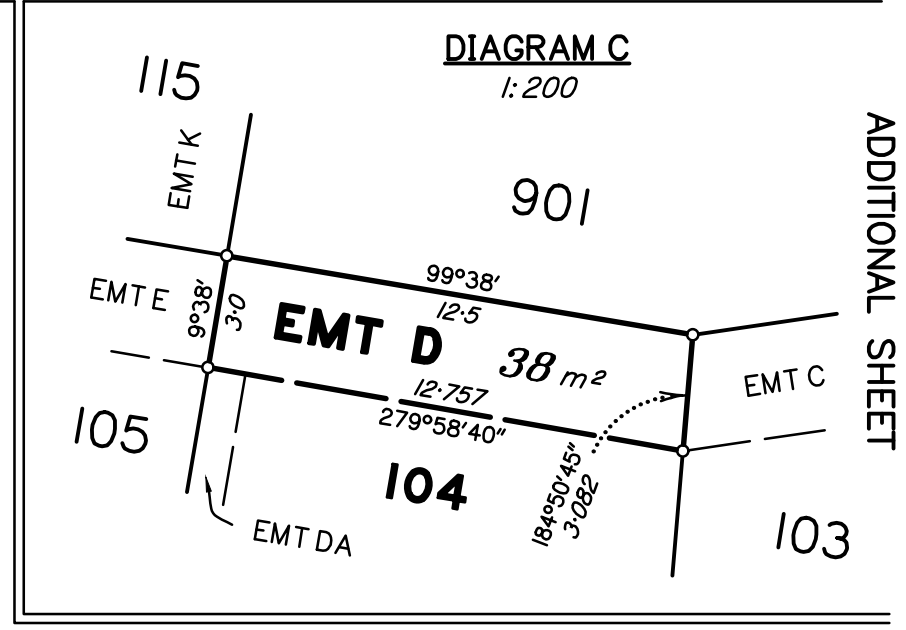 DIAGRAM C
1:200
115
EMT K
901
ADDITIONAL SHEET
99°38'
12·5
EMT E
9°38'
3·0
EMT D
38 m²
12·757
279°58'40"
EMT C
105
104
184°50'45"
3·082
EMT DA
103